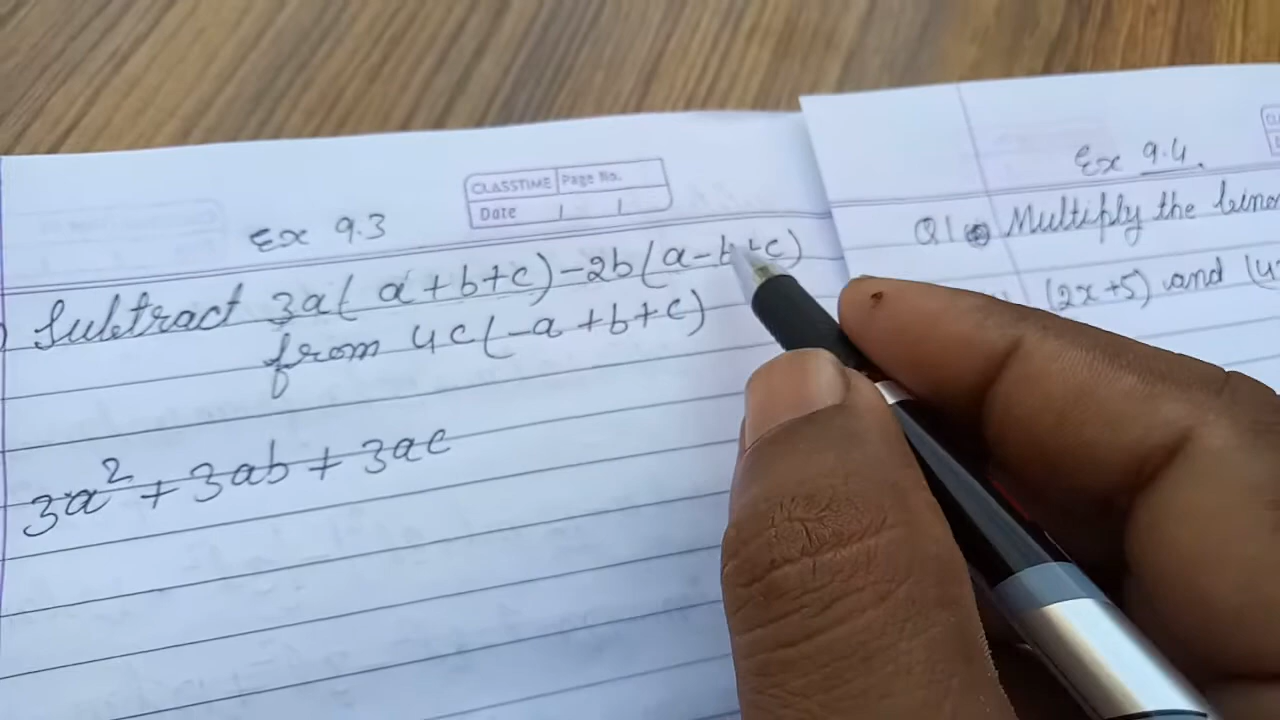 CLASSTIME Page No.
Date / /
Ex 9.3
Subtract 3a( a+b+c)-2b(a-b+c)
from 4c(-a+b+c)
3a² + 3ab + 3ac
Ex 9.4.
Q1 Multiply the
(2x+5) and